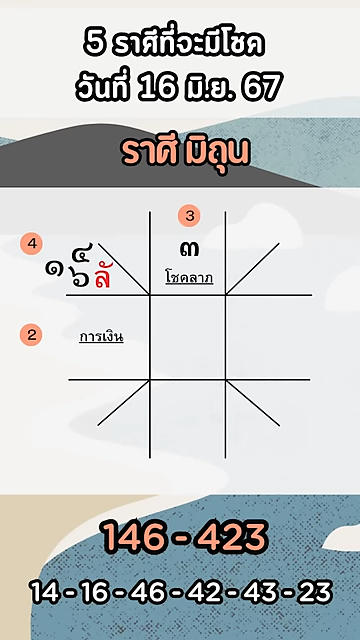 5 ราศีที่จะมีโชค
วันที่ 16 มิ.ย. 67
ราศี มิถุน
3
4
๔
๓
๑ ๖ ลั
โชคลาภ
2
การเงิน
146 - 423
14 - 16 - 46 - 42 - 43 - 23